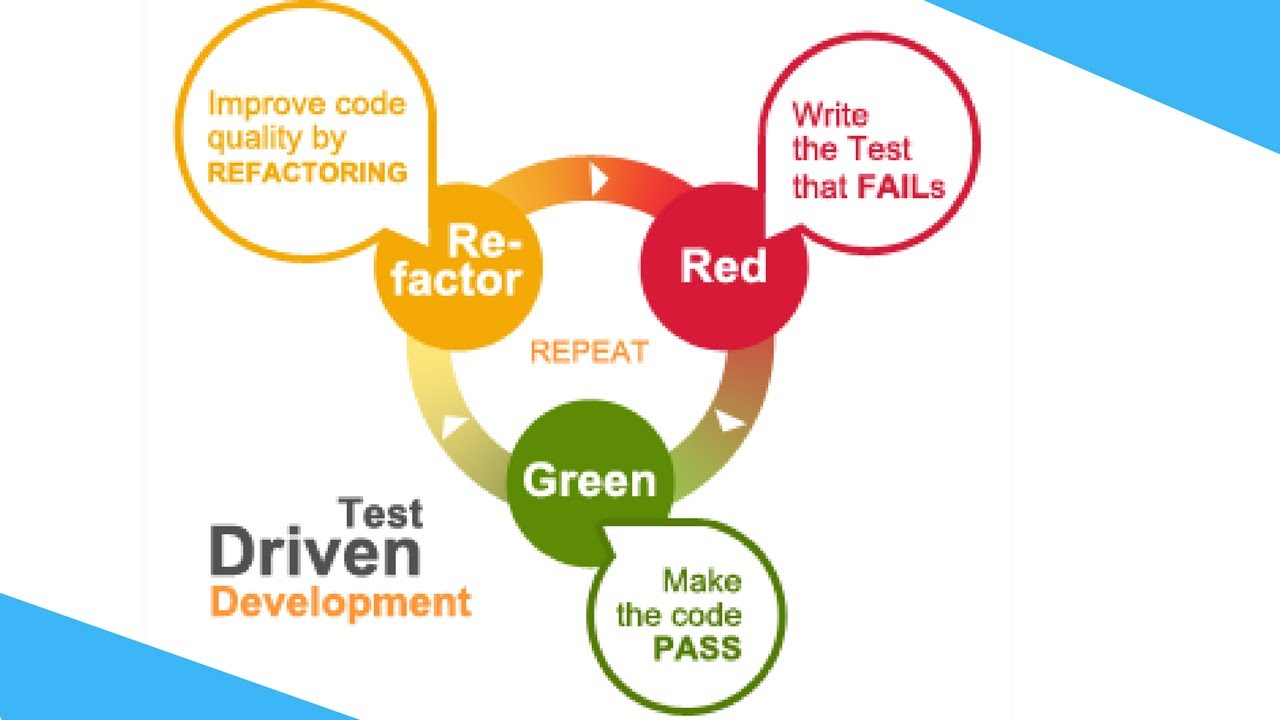 Improve code
quality by
REFACTORING
Write
the Test
that FAILs
Re-
factor
Red
REPEAT
Green
Test
Driven
Development
Make
the code
PASS